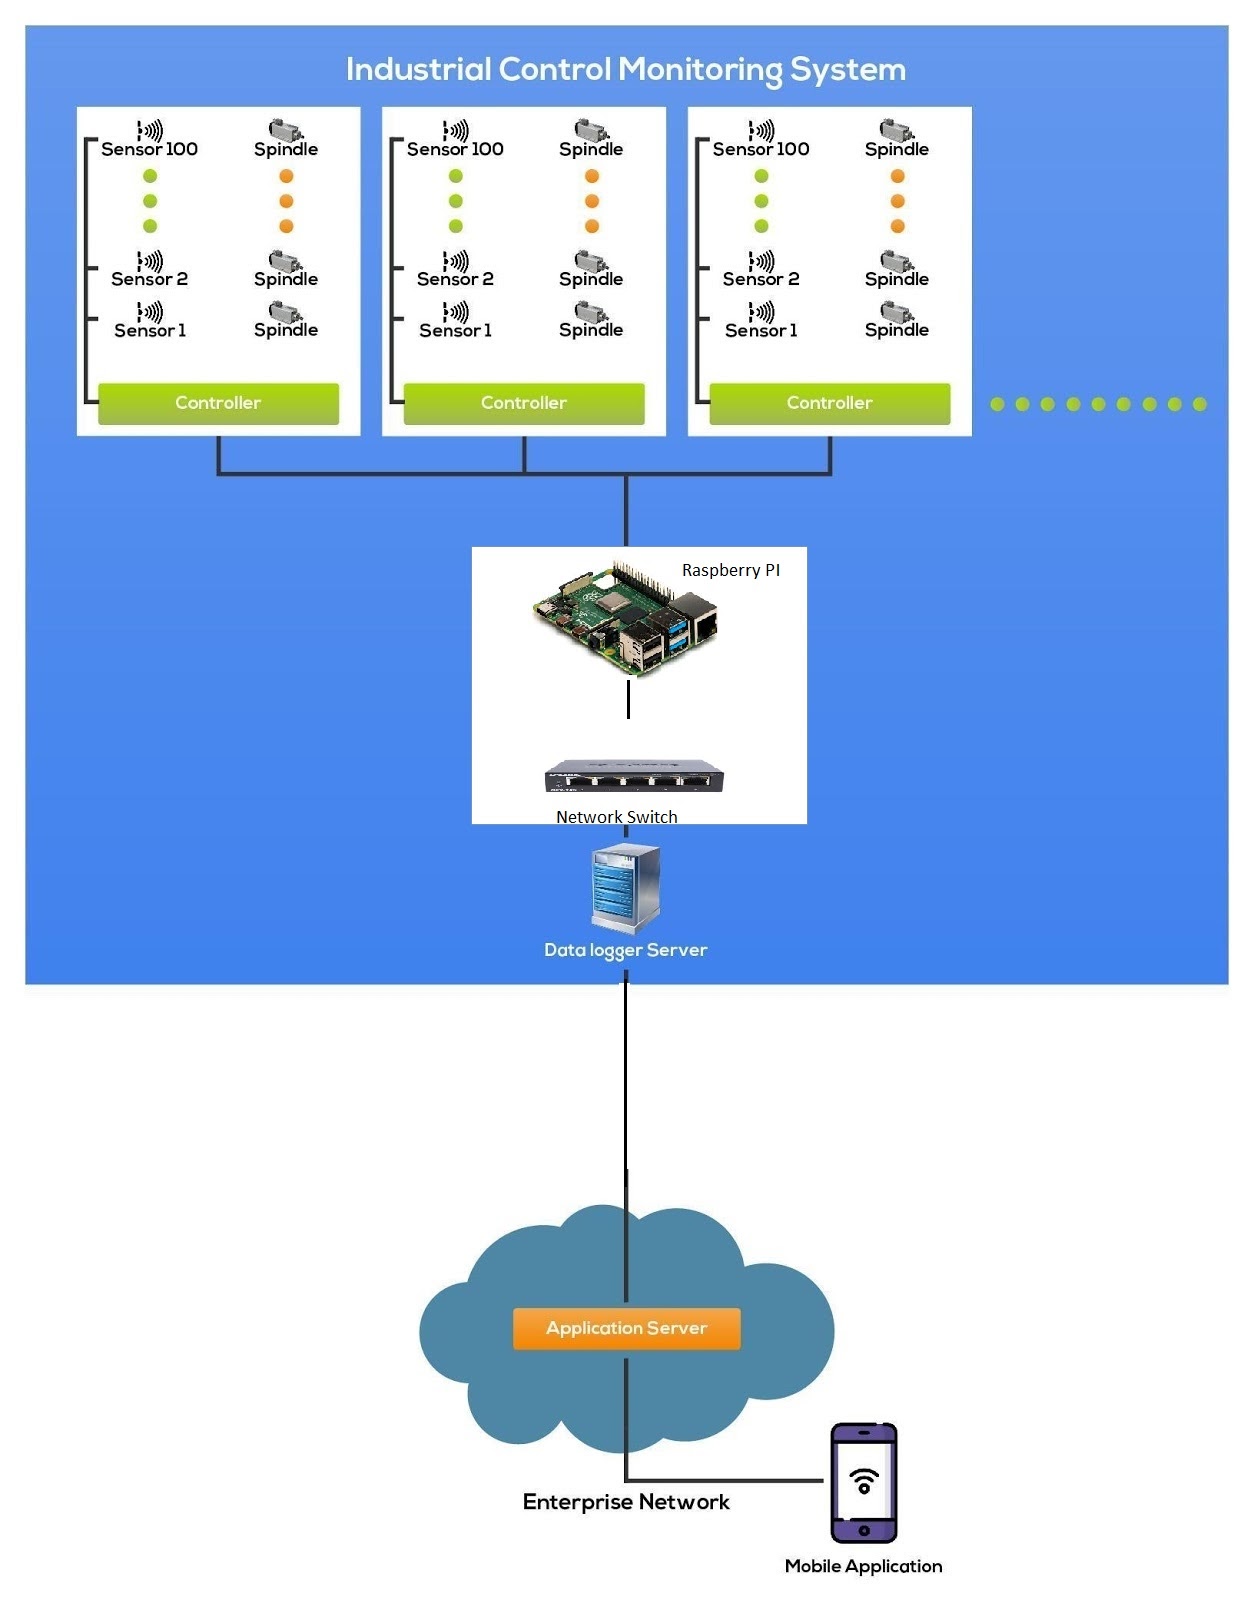 Industrial Control Monitoring System
Sensor 100
Spindle
Sensor 2
Spindle
Sensor 1
Spindle
Controller
Sensor 100
Spindle
Sensor 2
Spindle
Sensor 1
Spindle
Controller
Sensor 100
Spindle
Sensor 2
Spindle
Sensor 1
Spindle
Controller
Raspberry PI
Network Switch
Data logger Server
Application Server
Enterprise Network
Mobile Application